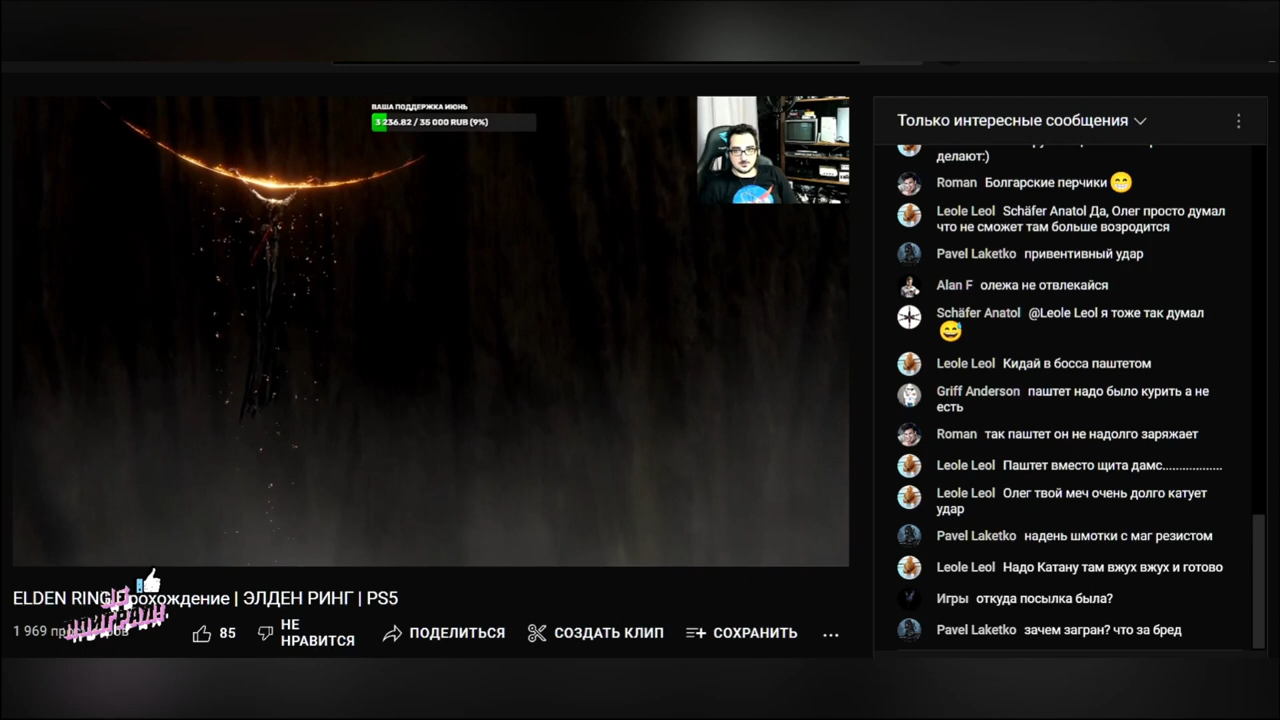 ВАША ПОДДЕРЖКА ИЮНЬ
3 236.82 / 35 000 RUB (9%)
Только интересные сообщения
делают:)
Roman Болгарские перчики
Leole Leol Schäfer Anatol Да, Олег просто думал
что не сможет там больше возродится
Pavel Laketko привентивный удар
Alan F олежа не отвлекайся
Schäfer Anatol @Leole Leol я тоже так думал
Leole Leol Кидай в босса паштетом
Griff Anderson паштет надо было курить а не
есть
Roman так паштет он не надолго заряжает
Leole Leol Паштет вместо щита дамс..................
Leole Leol Олег твой меч очень долго катует
удар
Pavel Laketko надень шмотки с маг резистом
Leole Leol Надо Катану там вжух вжух и готово
Игры откуда посылка была?
Pavel Laketko зачем загран? что за бред
ELDEN RING Прохождение | ЭЛДЕН РИНГ | PS5
1 969
85
НЕ
НРАВИТСЯ
ПОДЕЛИТЬСЯ
СОЗДАТЬ КЛИП
СОХРАНИТЬ